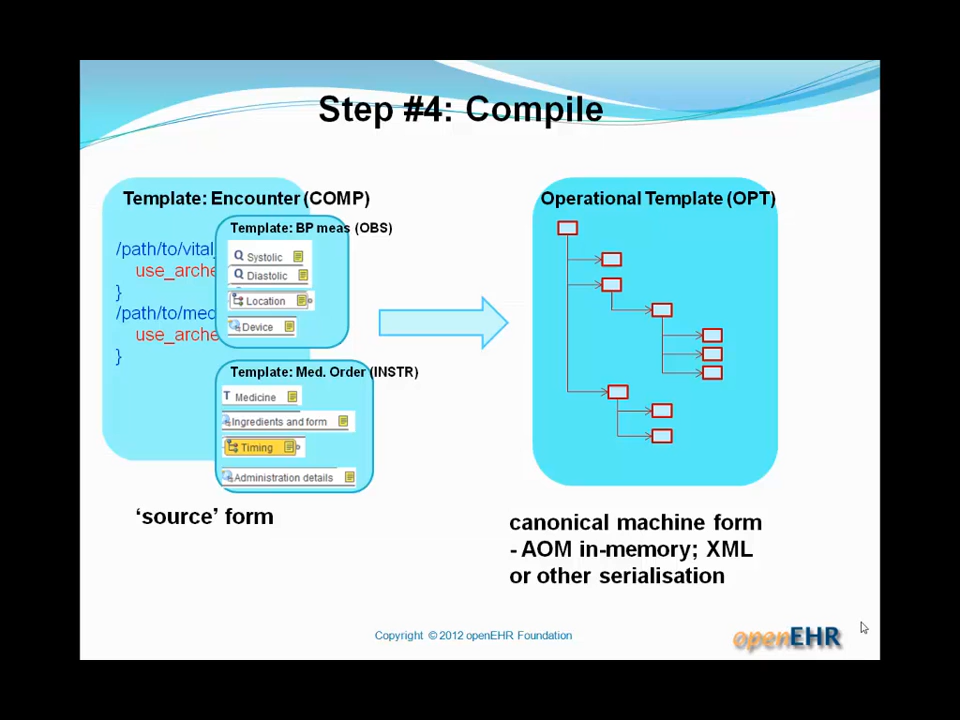 Step #4: Compile
Template: Encounter (COMP)
Template: BP meas (OBS)
/path/to/vital
use_arche
}
/path/to/med
use_arche
}
Systolic
Diastolic
Location
Device
Template: Med. Order (INSTR)
T Medicine
Ingredients and form
Timing
Administration details
‘source’ form
Operational Template (OPT)
canonical machine form
- AOM in-memory; XML
or other serialisation
Copyright © 2012 openEHR Foundation
openEHR